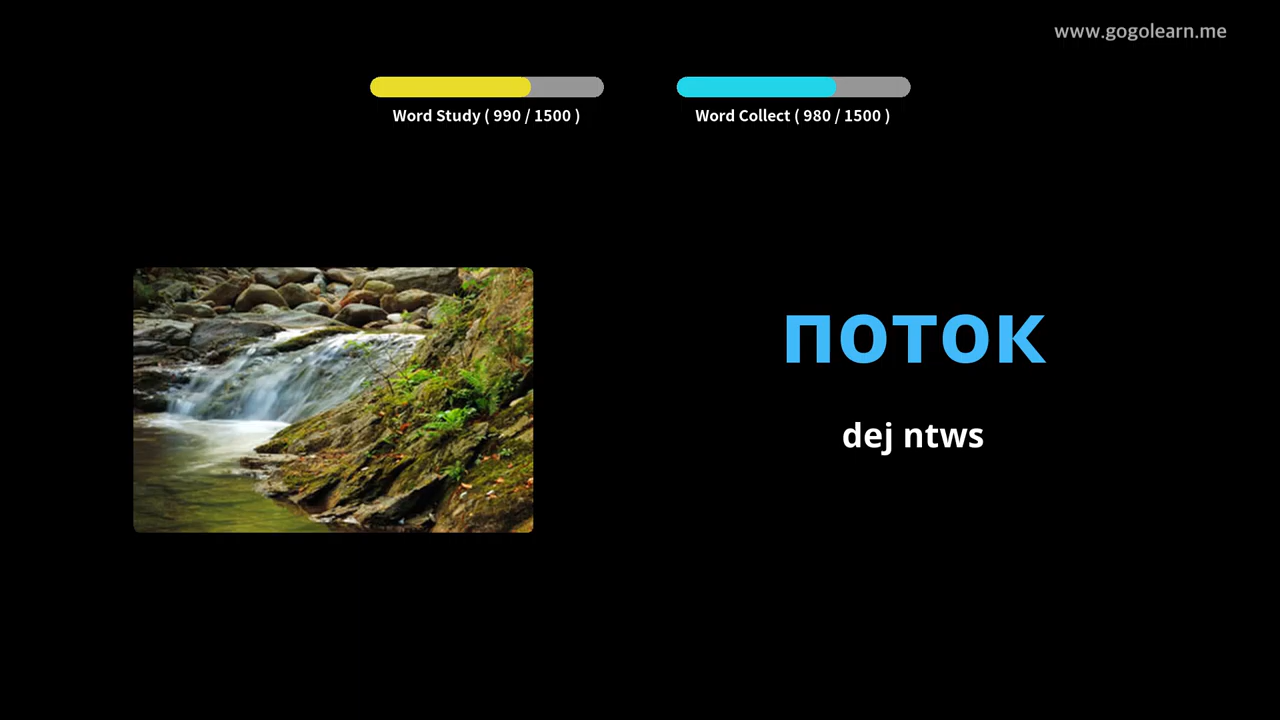 www.gogolearn.me
Word Study ( 990 / 1500 )
Word Collect ( 980 / 1500 )
поток
dej ntws